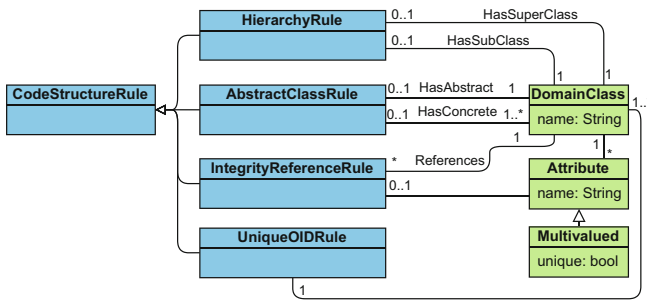 HierarchyRule
0..1
HasSuperClass
0..1
HasSubClass
1
1
CodeStructureRule
AbstractClassRule
0..1
HasAbstract
1
DomainClass
1..
0..1
HasConcrete
1..*
name: String
1
1
*
References
*
IntegrityReferenceRule
Attribute
0..1
name: String
UniqueOIDRule
Multivalued
unique: bool
1